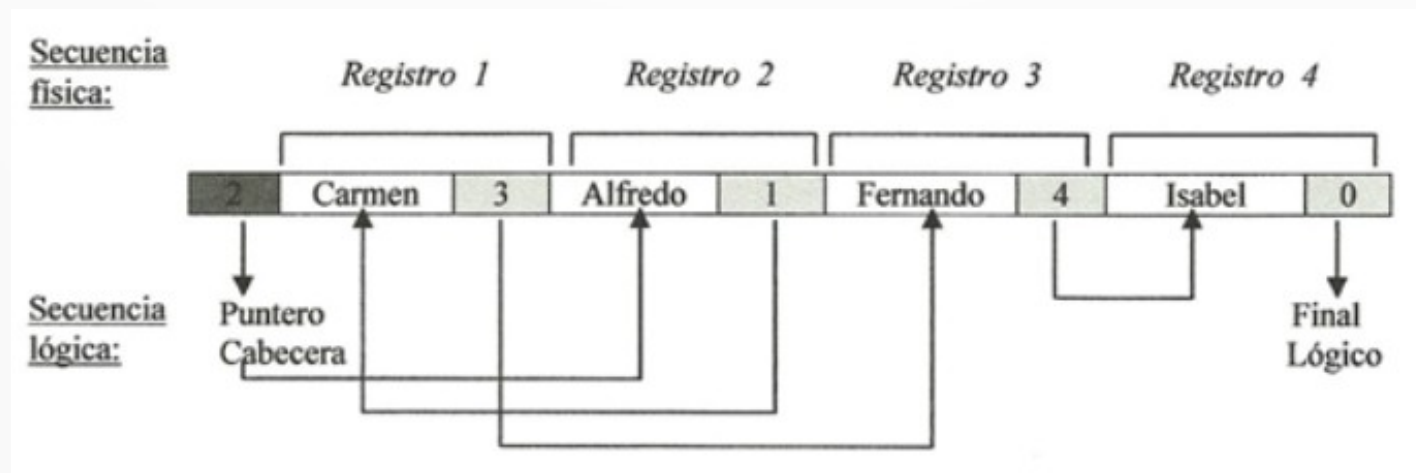 Secuencia
física:
Registro 1 Registro 2 Registro 3 Registro 4
2 Carmen 3 Alfredo 1 Fernando 4 Isabel 0
Secuencia
lógica:
Puntero
Cabecera
Final
Lógico